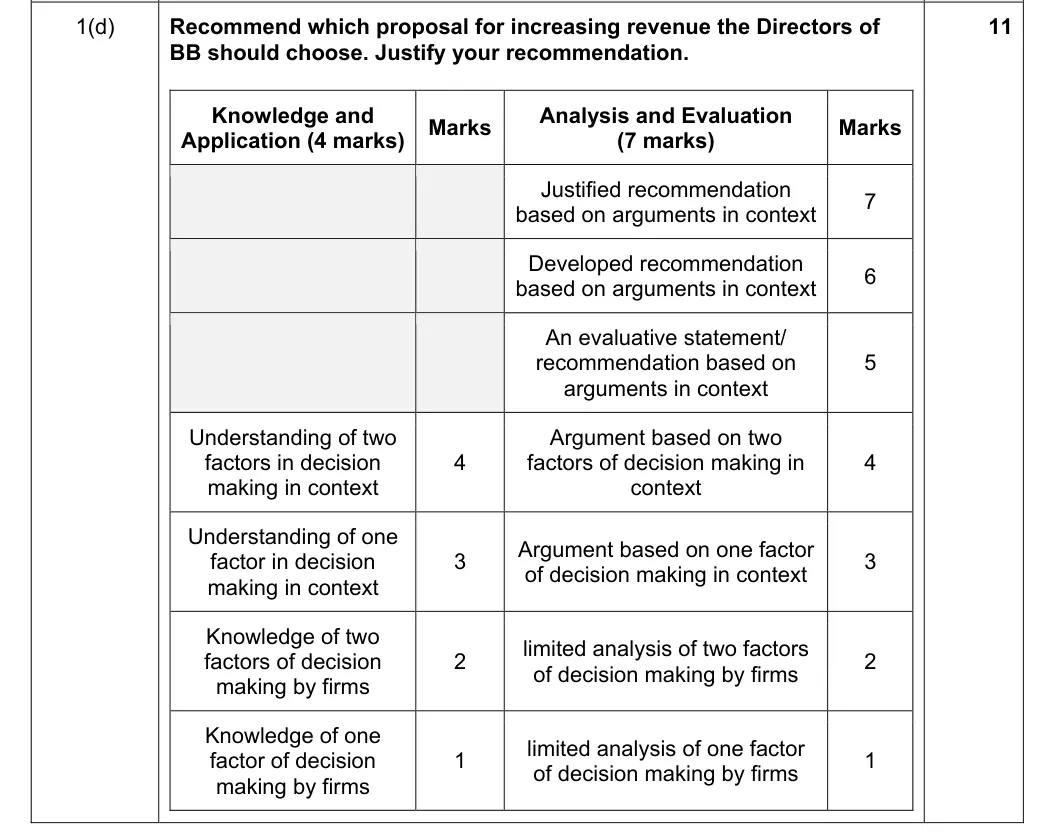 1(d)
Recommend which proposal for increasing revenue the Directors of
BB should choose. Justify your recommendation.
11
Knowledge and
Application (4 marks)
Marks
Analysis and Evaluation
(7 marks)
Marks
Justified recommendation
based on arguments in context
7
Developed recommendation
based on arguments in context
6
An evaluative statement/
recommendation based on
arguments in context
5
Understanding of two
factors in decision
making in context
4
Argument based on two
factors of decision making in
context
4
Understanding of one
factor in decision
making in context
3
Argument based on one factor
of decision making in context
3
Knowledge of two
factors of decision
making by firms
2
limited analysis of two factors
of decision making by firms
2
Knowledge of one
factor of decision
making by firms
1
limited analysis of one factor
of decision making by firms
1